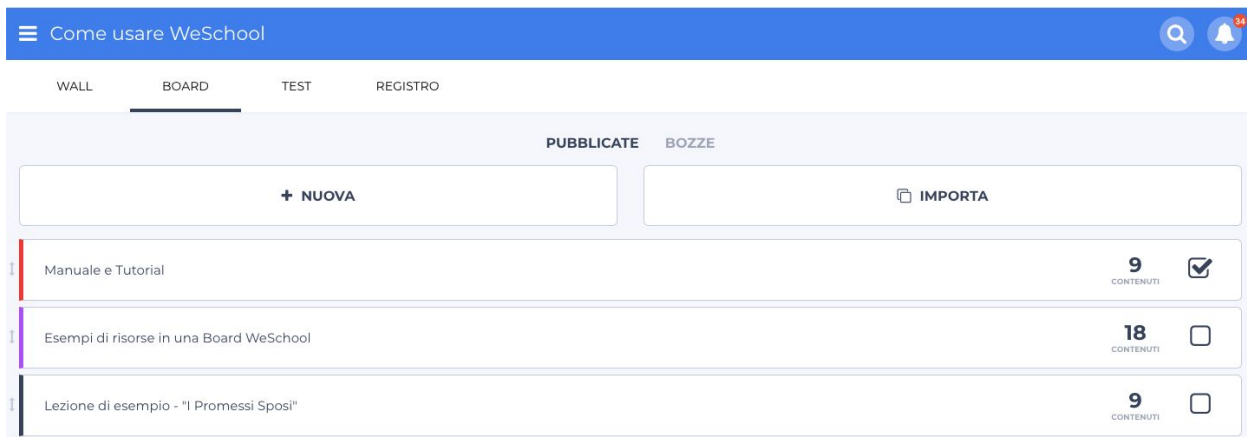 Come usare WeSchool
34
WALL BOARD TEST REGISTRO
PUBBLICATE BOZZE
+ NUOVA
IMPORTA
Manuale e Tutorial
9
CONTENUTI
Esempi di risorse in una Board WeSchool
18
CONTENUTI
Lezione di esempio - "I Promessi Sposi"
9
CONTENUTI